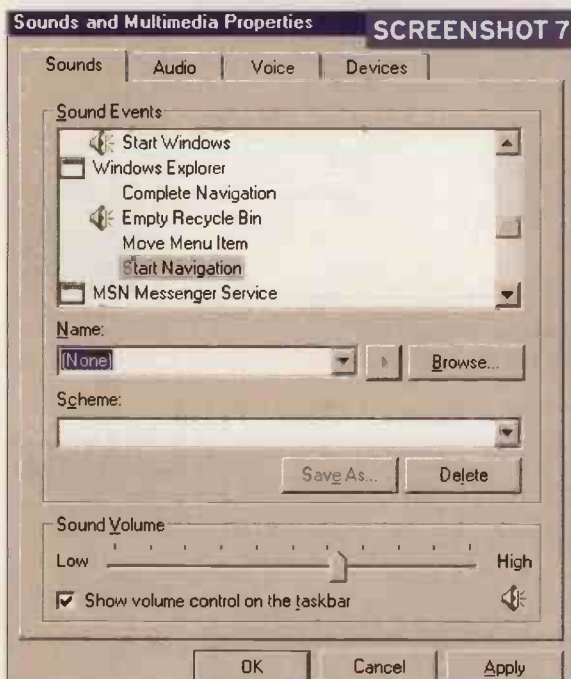 Sounds and Multimedia Properties
SCREENSHOT 7
Sounds
Audio
Voice
Devices
Sound Events
Start Windows
Windows Explorer
Complete Navigation
Empty Recycle Bin
Move Menu Item
Start Navigation
MSN Messenger Service
Name:
(None)
Browse...
Scheme:
Save As...
Delete
Sound Volume
Low
High
Show volume control on the taskbar
OK
Cancel
Apply